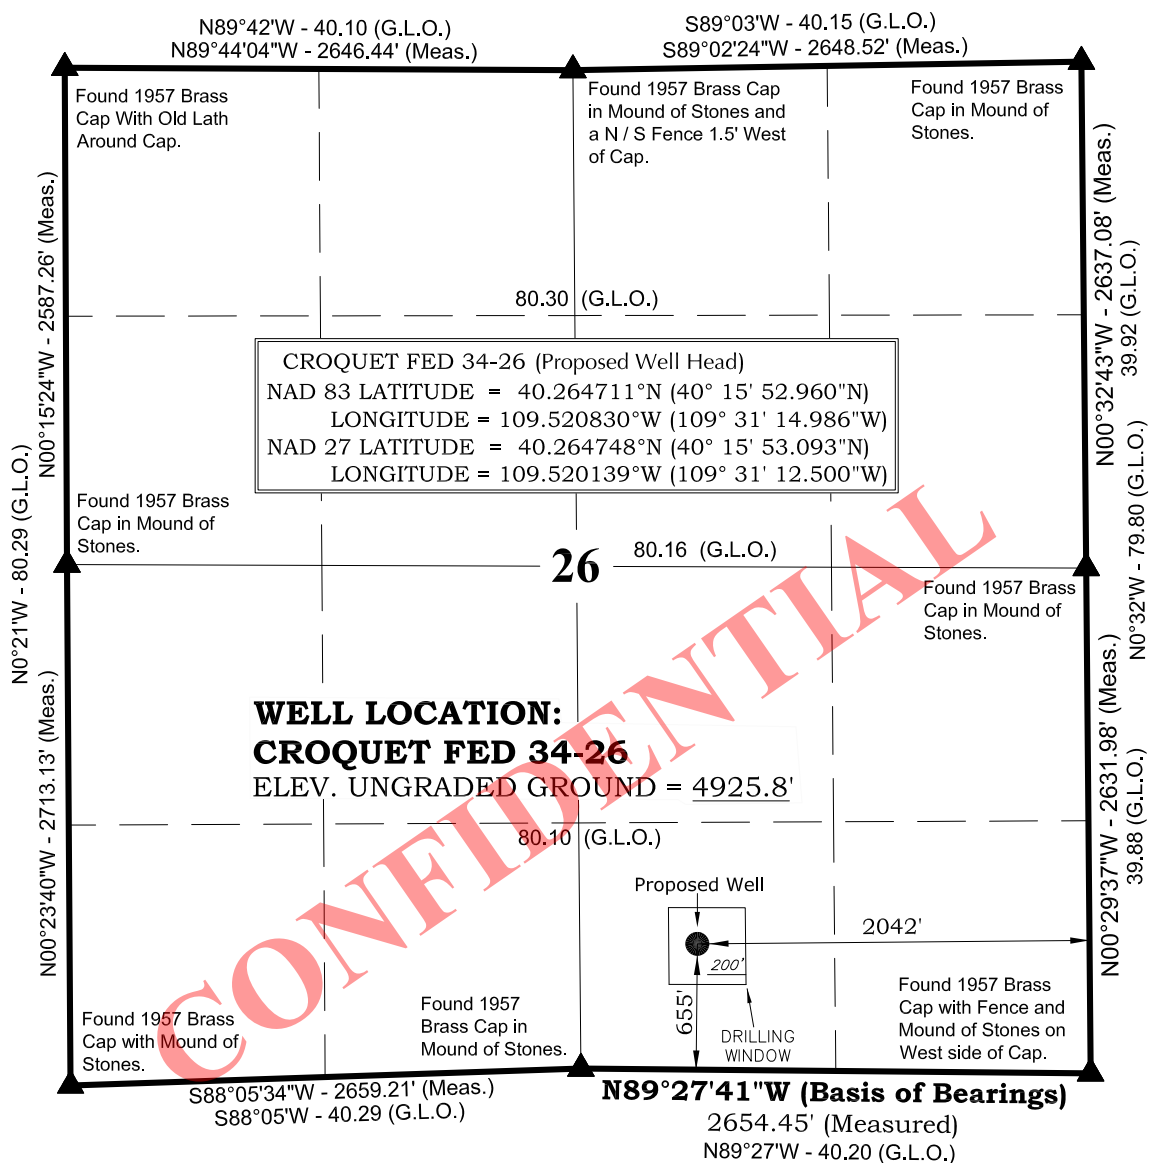 N89°42'W - 40.10 (G.L.O.)
N89°44'04"W - 2646.44' (Meas.)
S89°03'W - 40.15 (G.L.O.)
S89°02'24"W - 2648.52' (Meas.)
Found 1957 Brass
Cap With Old Lath
Around Cap.
Found 1957 Brass Cap
in Mound of Stones and
a N / S Fence 1.5' West
of Cap.
Found 1957 Brass
Cap in Mound of
Stones.
N00°15'24"W - 2587.26' (Meas.)
N00°32'43"W - 2637.08' (Meas.)
39.92 (G.L.O.)
80.30 (G.L.O.)
CROQUET FED 34-26 (Proposed Well Head)
NAD 83 LATITUDE = 40.264711°N (40° 15' 52.960"N)
LONGITUDE = 109.520830°W (109° 31' 14.986"W)
NAD 27 LATITUDE = 40.264748°N (40° 15' 53.093"N)
LONGITUDE = 109.520139°W (109° 31' 12.500"W)
N0°21'W - 80.29 (G.L.O.)
Found 1957 Brass
Cap in Mound of
Stones.
26
80.16 (G.L.O.)
N0°32'W - 79.80 (G.L.O.)
Found 1957 Brass
Cap in Mound of
Stones.
CONFIDENTIAL
WELL LOCATION:
CROQUET FED 34-26
ELEV. UNGRADED GROUND = 4925.8'
N00°23'40"W - 2713.13' (Meas.)
N00°29'37"W - 2631.98' (Meas.)
39.88 (G.L.O.)
80.10 (G.L.O.)
Proposed Well
2042'
200'
655'
DRILLING
WINDOW
Found 1957 Brass
Cap with Mound of
Stones.
Found 1957
Brass Cap in
Mound of Stones.
Found 1957 Brass
Cap with Fence and
Mound of Stones on
West side of Cap.
S88°05'34"W - 2659.21' (Meas.)
S88°05'W - 40.29 (G.L.O.)
N89°27'41"W (Basis of Bearings)
2654.45' (Measured)
N89°27'W - 40.20 (G.L.O.)